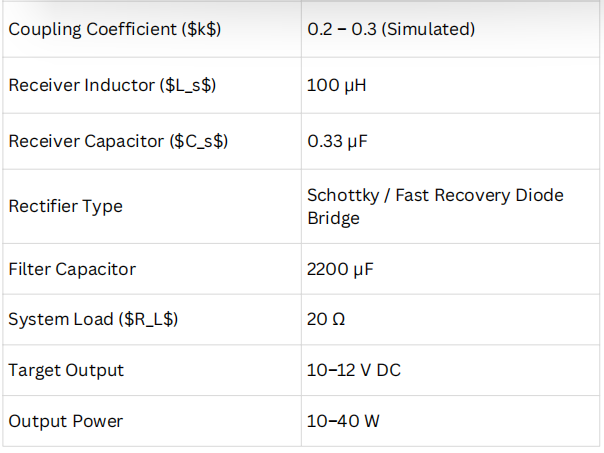 Coupling Coefficient ($k$) 0.2 – 0.3 (Simulated)
Receiver Inductor ($L_s$) 100 µH
Receiver Capacitor ($C_s$) 0.33 µF
Rectifier Type Schottky / Fast Recovery Diode
Bridge
Filter Capacitor 2200 µF
System Load ($R_L$) 20 Ω
Target Output 10–12 V DC
Output Power 10–40 W